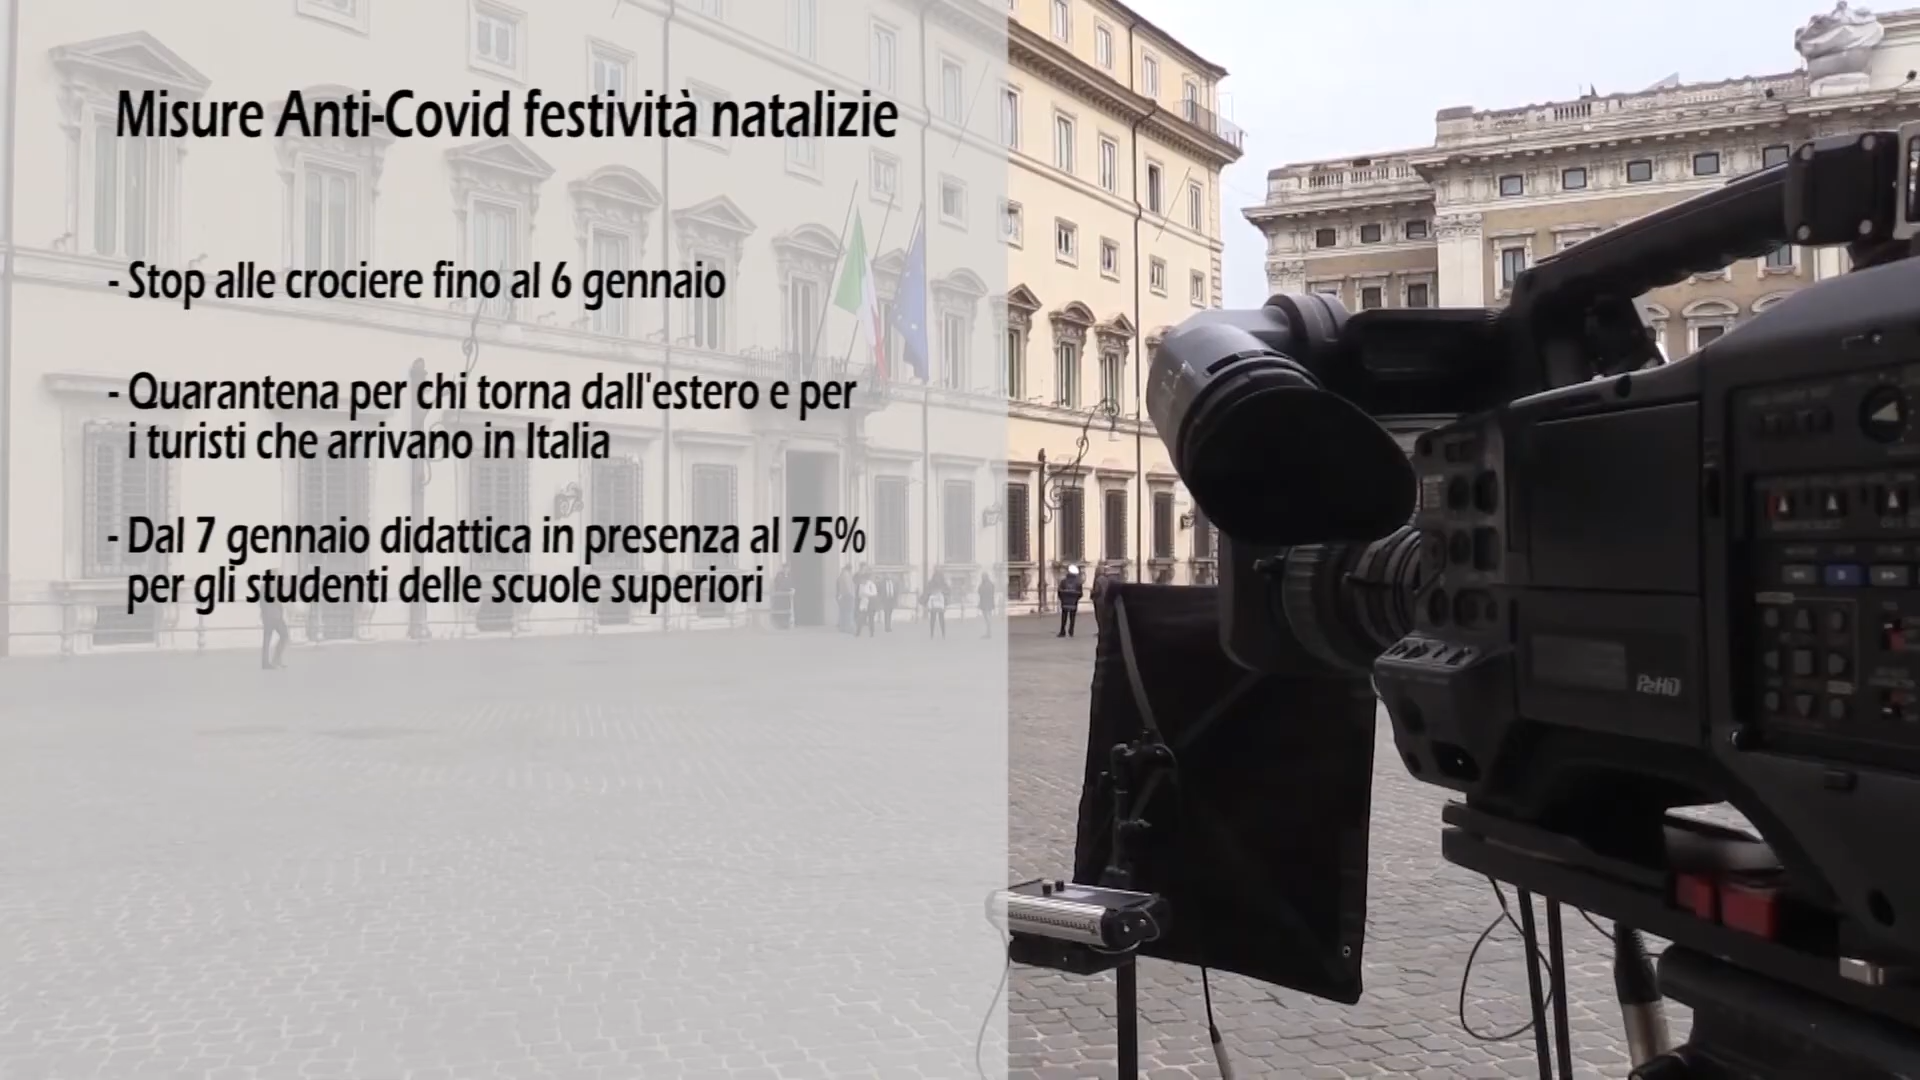 Misure Anti-Covid festività natalizie
- Stop alle crociere fino al 6 gennaio
- Quarantena per chi torna dall'estero e per
i turisti che arrivano in Italia
- Dal 7 gennaio didattica in presenza al 75%
per gli studenti delle scuole superiori
P2HD